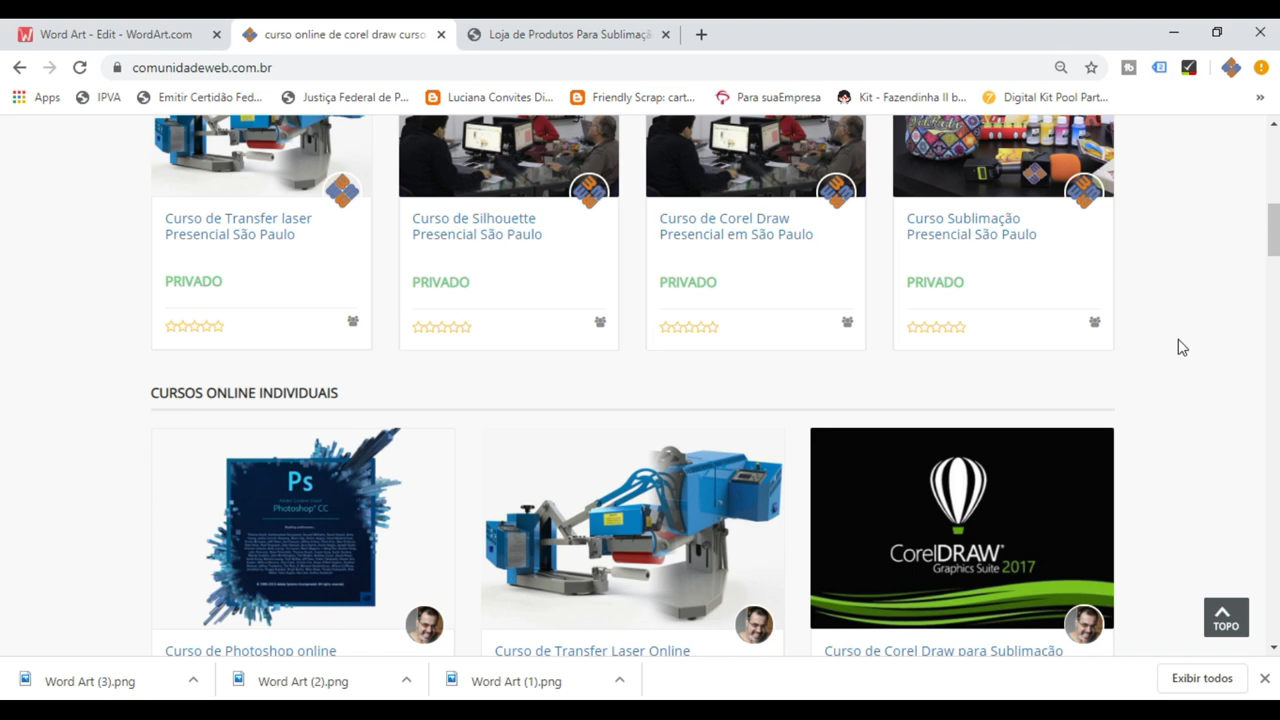 Word Art - Edit - WordArt.com
curso online de corel draw curso
Loja de Produtos Para Sublimaçã
comunidadeweb.com.br
Apps
IPVA
Emitir Certidão Fed...
Justiça Federal de P...
Luciana Convites Di...
Friendly Scrap: cart...
Para suaEmpresa
Kit - Fazendinha II b...
Digital Kit Pool Part...
»
Curso de Transfer laser
Presencial São Paulo
PRIVADO
Curso de Silhouette
Presencial São Paulo
PRIVADO
Curso de Corel Draw
Presencial em São Paulo
PRIVADO
Curso Sublimação
Presencial São Paulo
PRIVADO
CURSOS ONLINE INDIVIDUAIS
Ps
Photoshop CC
CorelDRAW®
Graphics Suite 2017
Curso de Photoshop online
Curso de Transfer Laser Online
Curso de Corel Draw para Sublimação
TOPO
Word Art (3).png
Word Art (2).png
Word Art (1).png
Exibir todos